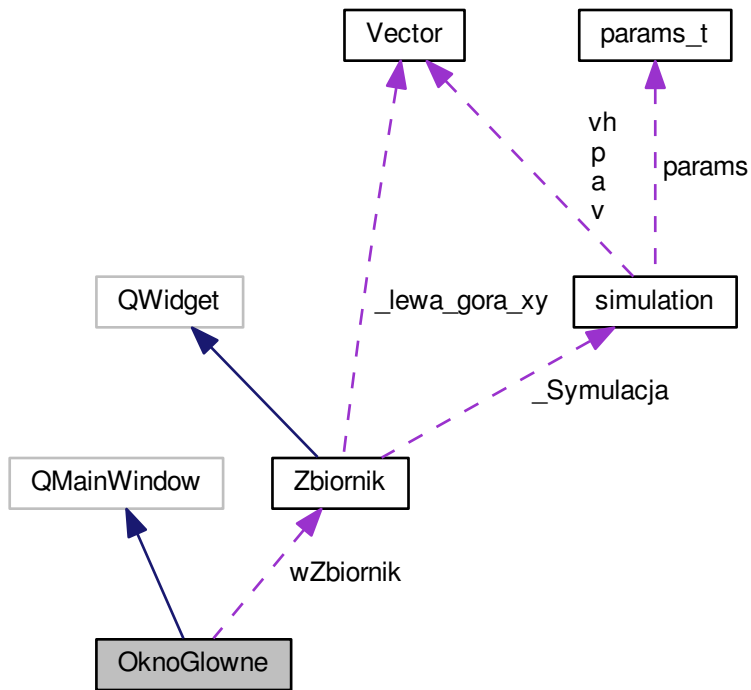 Vector
params_t
vh
p
a
v
params
QWidget
_lewa_gora_xy
simulation
_Symulacja
QMainWindow
Zbiornik
wZbiornik
OknoGlowne